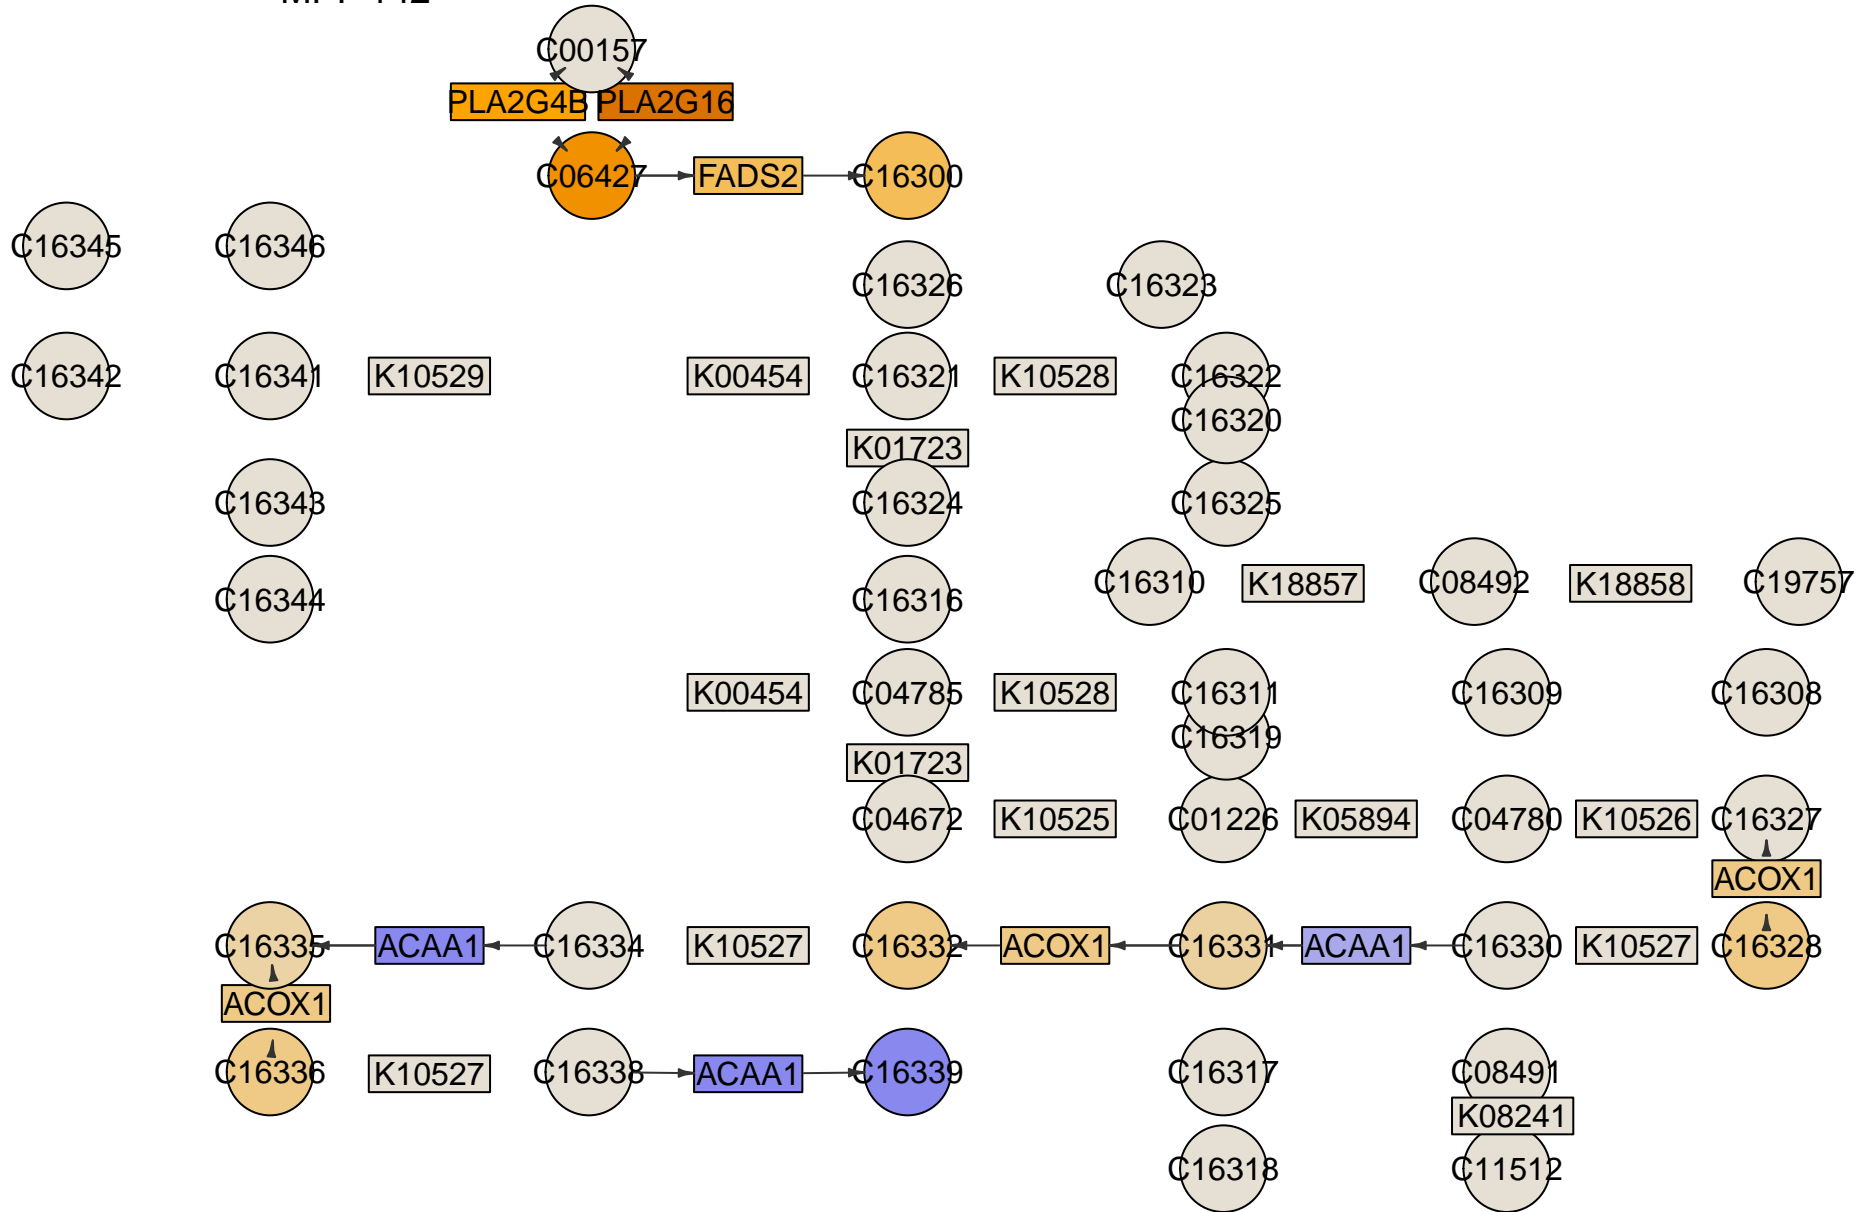 C00157
PLA2G4B PLA2G16
C06427 FADS2 C16300
C16345 C16346
C16326 C16323
C16342 C16341 K10529 K00454 C16321 K10528 C16322
C16320
K01723
C16343 C16324 C16325
C16310 K18857 C08492 K18858 C19757
C16344 C16316
K00454 C04785 K10528 C16311 C16309 C16308
C16319
K01723
C04672 K10525 C01226 K05894 C04780 K10526 C16327
ACOX1
C16335 ACAA1 C16334 K10527 C16332 ACOX1 C16331 ACAA1 C16330 K10527 C16328
ACOX1
C16336 K10527 C16338 ACAA1 C16339 C16317 C08491
K08241
C16318 C11512